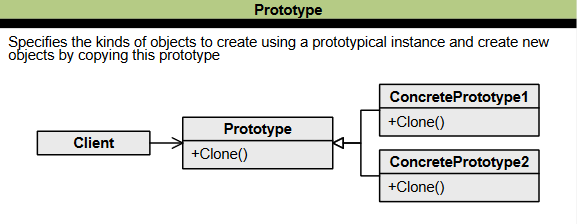 Prototype
Specifies the kinds of objects to create using a prototypical instance and create new
objects by copying this prototype
Client
Prototype
+Clone()
ConcretePrototype1
+Clone()
ConcretePrototype2
+Clone()